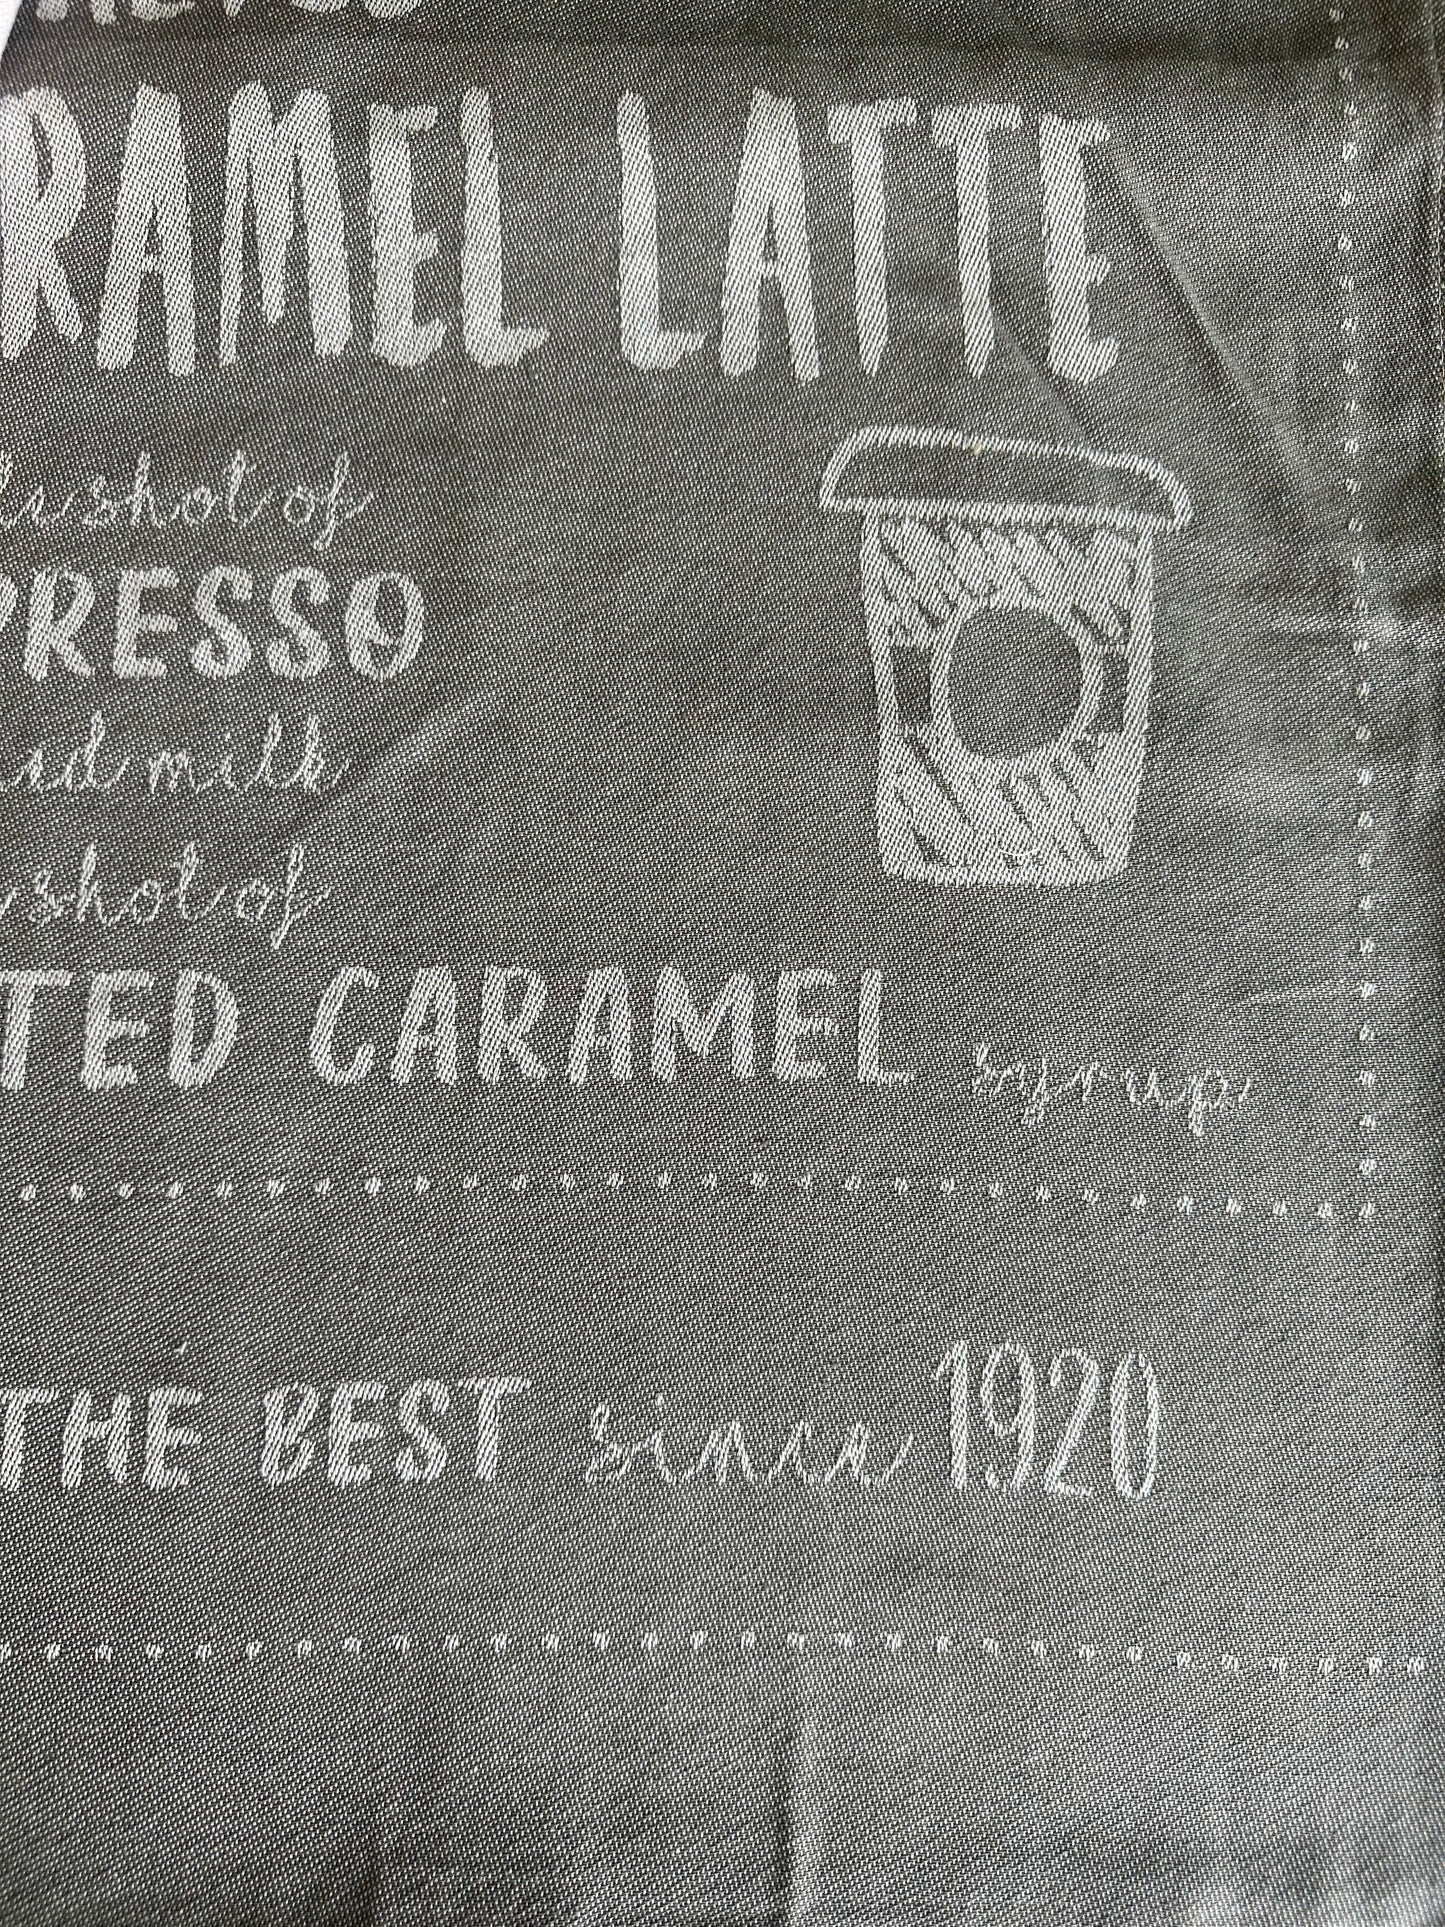 RAMEL LATTE
shot of
PRESSO
milk
shot of
TED CARAMEL syrup
THE BEST since 1920